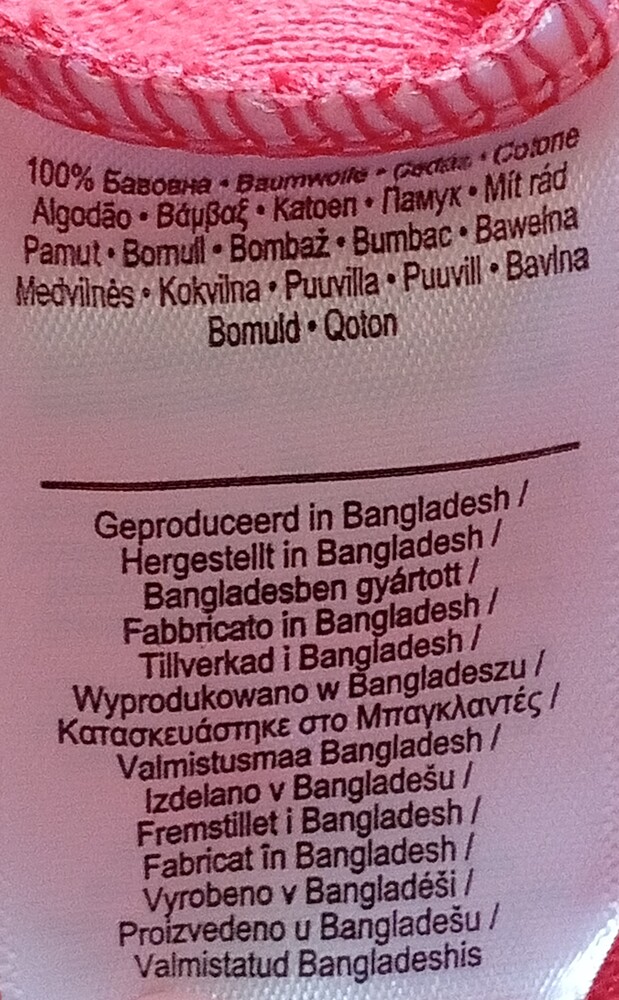 100% Бавовна • Baumwolle • • Cotone
Algodão • Βάμβαξ • Katoen • Памук • Mít rád
Pamut • Bomull • Bombaž • Bumbac • Bawełna
Medvilnės • Kokvilna • Puuvilla • Puuvill • Bavlna
Bomuld • Qoton
Geproduceerd in Bangladesh /
Hergestellt in Bangladesh /
Bangladesben gyártott /
Fabbricato in Bangladesh /
Tillverkad i Bangladesh /
Wyprodukowano w Bangladeszu /
Κατασκευάστηκε στο Μπαγκλαντές /
Valmistusmaa Bangladesh /
Izdelano v Bangladešu /
Fremstillet i Bangladesh /
Fabricat în Bangladesh /
Vyrobeno v Bangladéši /
Proizvedeno u Bangladešu /
Valmistatud Bangladeshis